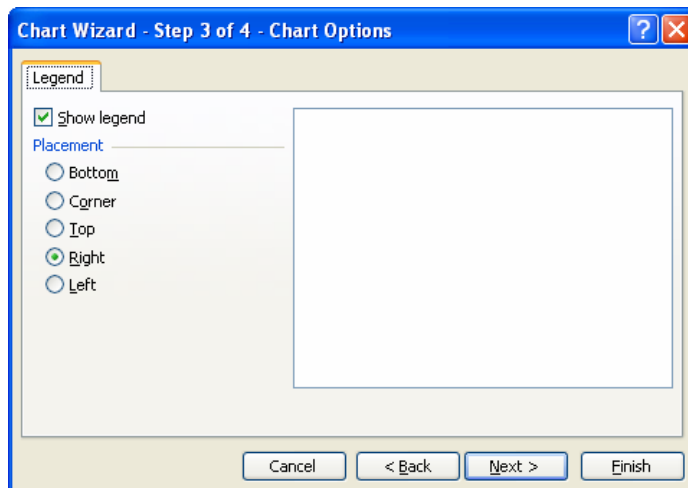 Chart Wizard - Step 3 of 4 - Chart Options
?
Legend
Show legend
Placement
Bottom
Corner
Top
Right
Left
Cancel
< Back
Next >
Finish